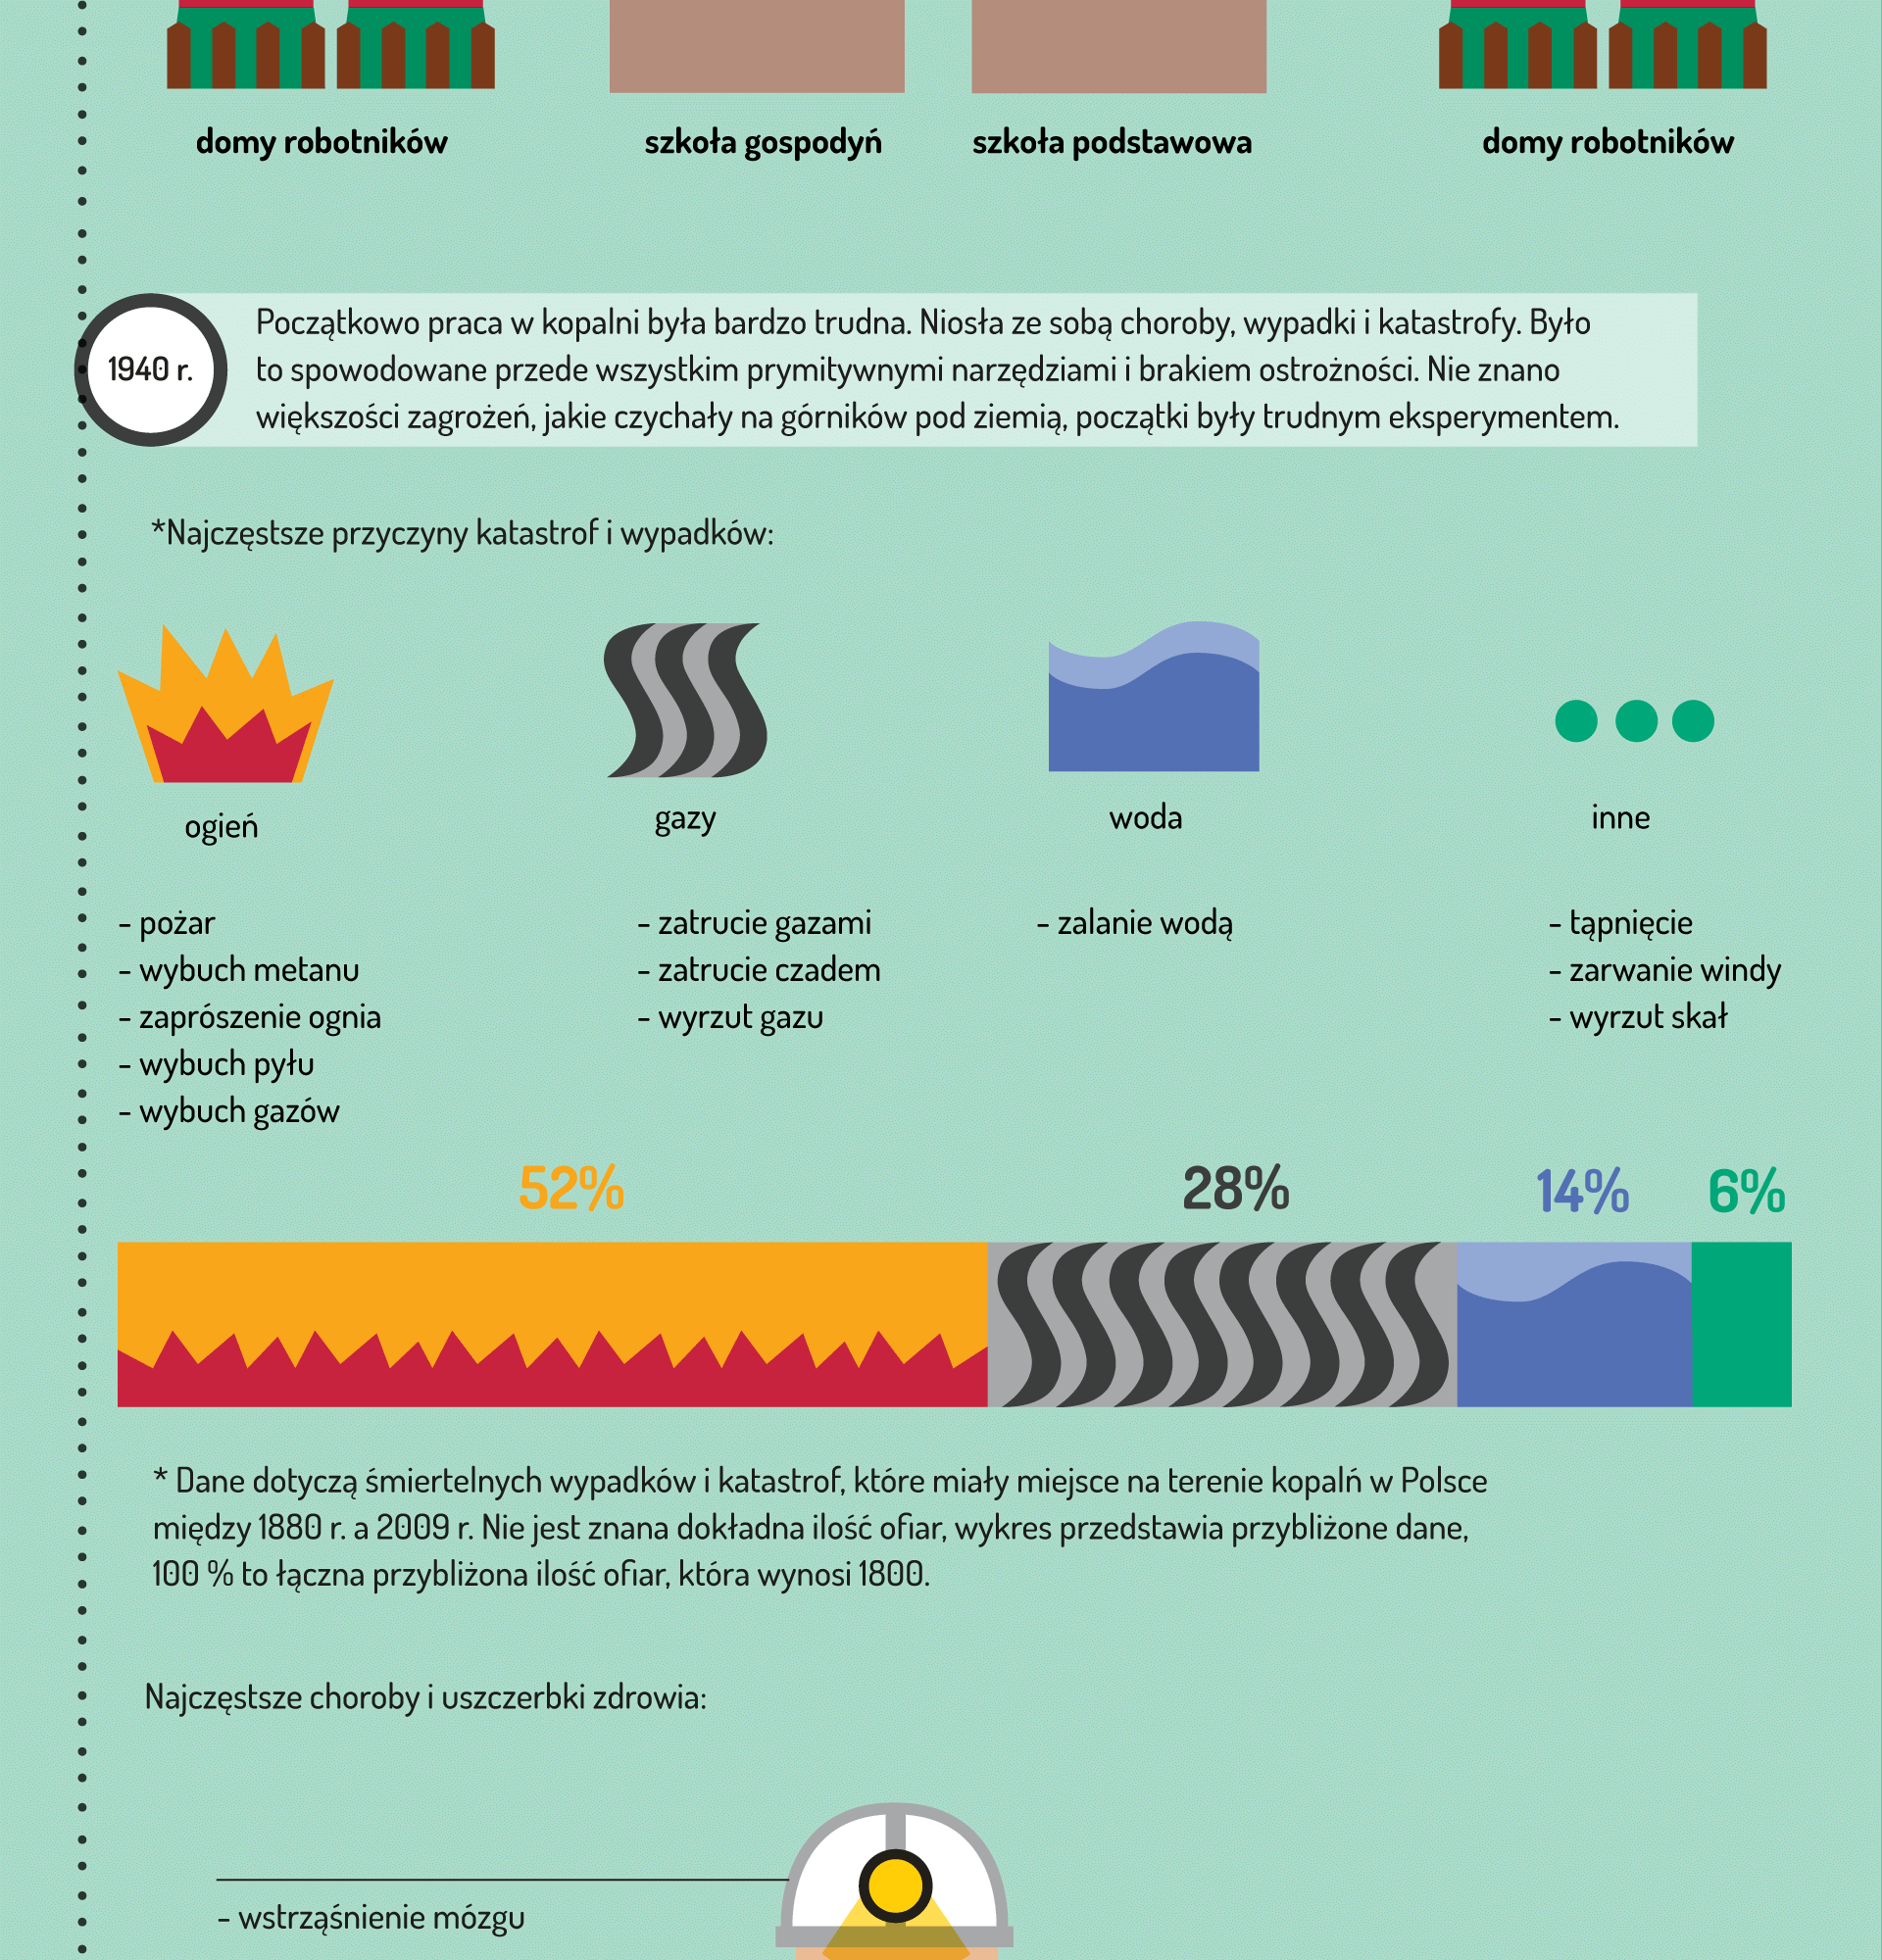 domy robotników
szkoła gospodyń
szkoła podstawowa
domy robotników
1940 r.
Początkowo praca w kopalni była bardzo trudna. Niosła ze sobą choroby, wypadki i katastrofy. Było
to spowodowane przede wszystkim prymitywnymi narzędziami i brakiem ostrożności. Nie znano
większości zagrożeń, jakie czychały na górników pod ziemią, początki były trudnym eksperymentem.
*Najczęstsze przyczyny katastrof i wypadków:
ogień
- pożar
- wybuch metanu
- zaprószenie ognia
- wybuch pyłu
- wybuch gazów
gazy
- zatrucie gazami
- zatrucie czadem
- wyrzut gazu
woda
- zalanie wodą
inne
- tąpnięcie
- zarwanie windy
- wyrzut skał
52%
28%
14%
6%
* Dane dotyczą śmiertelnych wypadków i katastrof, które miały miejsce na terenie kopalń w Polsce
między 1880 r. a 2009 r. Nie jest znana dokładna ilość ofiar, wykres przedstawia przybliżone dane,
100 % to łączna przybliżona ilość ofiar, która wynosi 1800.
Najczęstsze choroby i uszczerbki zdrowia:
- wstrząśnienie mózgu